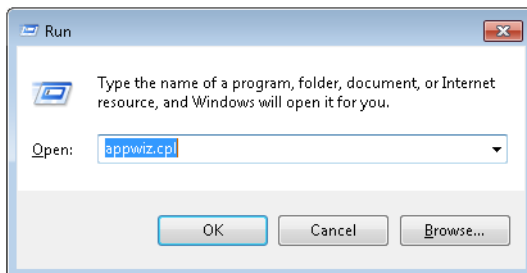 Run
Type the name of a program, folder, document, or Internet
resource, and Windows will open it for you.
Open: appwiz.cpl
OK Cancel Browse...